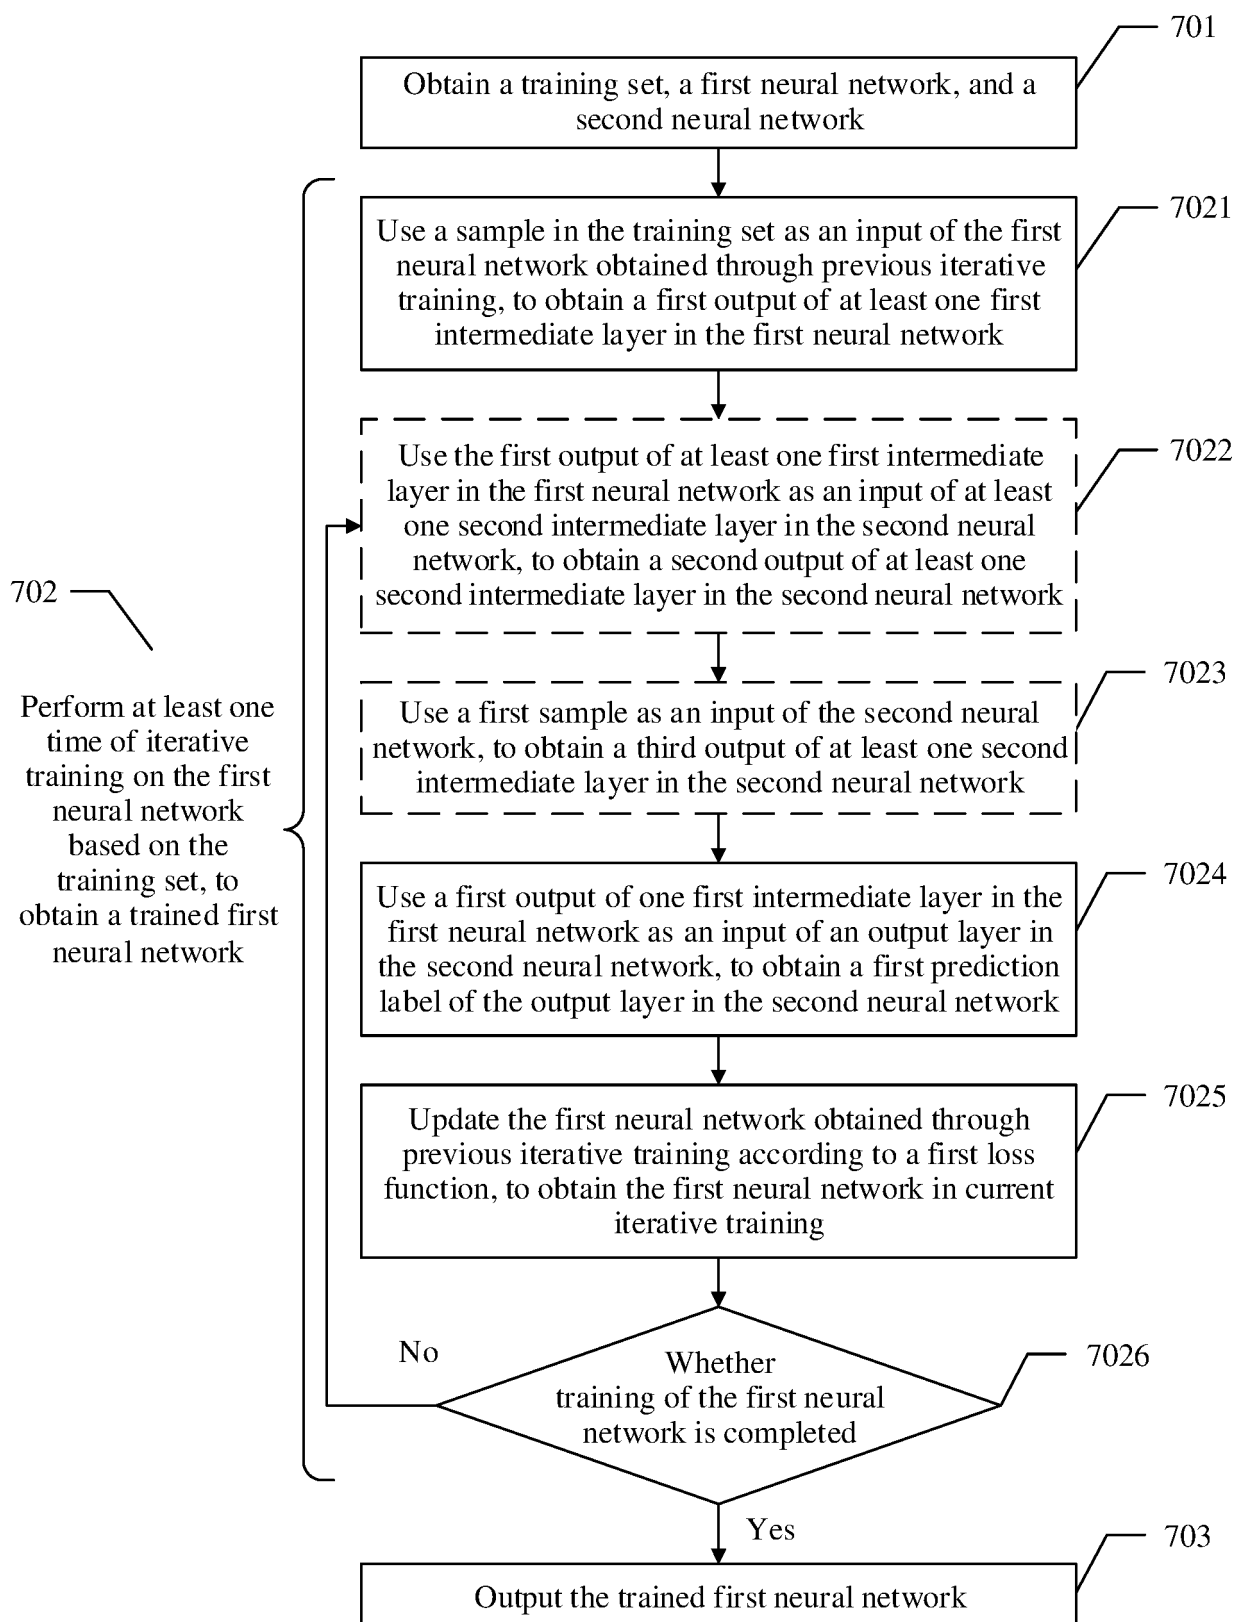 701
Obtain a training set, a first neural network, and a
second neural network
7021
Use a sample in the training set as an input of the first
neural network obtained through previous iterative
training, to obtain a first output of at least one first
intermediate layer in the first neural network
7022
Use the first output of at least one first intermediate
layer in the first neural network as an input of at least
one second intermediate layer in the second neural
network, to obtain a second output of at least one
second intermediate layer in the second neural network
702
Perform at least one
time of iterative
training on the first
neural network
based on the
training set, to
obtain a trained first
neural network
7023
Use a first sample as an input of the second neural
network, to obtain a third output of at least one second
intermediate layer in the second neural network
7024
Use a first output of one first intermediate layer in the
first neural network as an input of an output layer in
the second neural network, to obtain a first prediction
label of the output layer in the second neural network
7025
Update the first neural network obtained through
previous iterative training according to a first loss
function, to obtain the first neural network in current
iterative training
No
Whether
training of the first neural
network is completed
7026
Yes
703
Output the trained first neural network